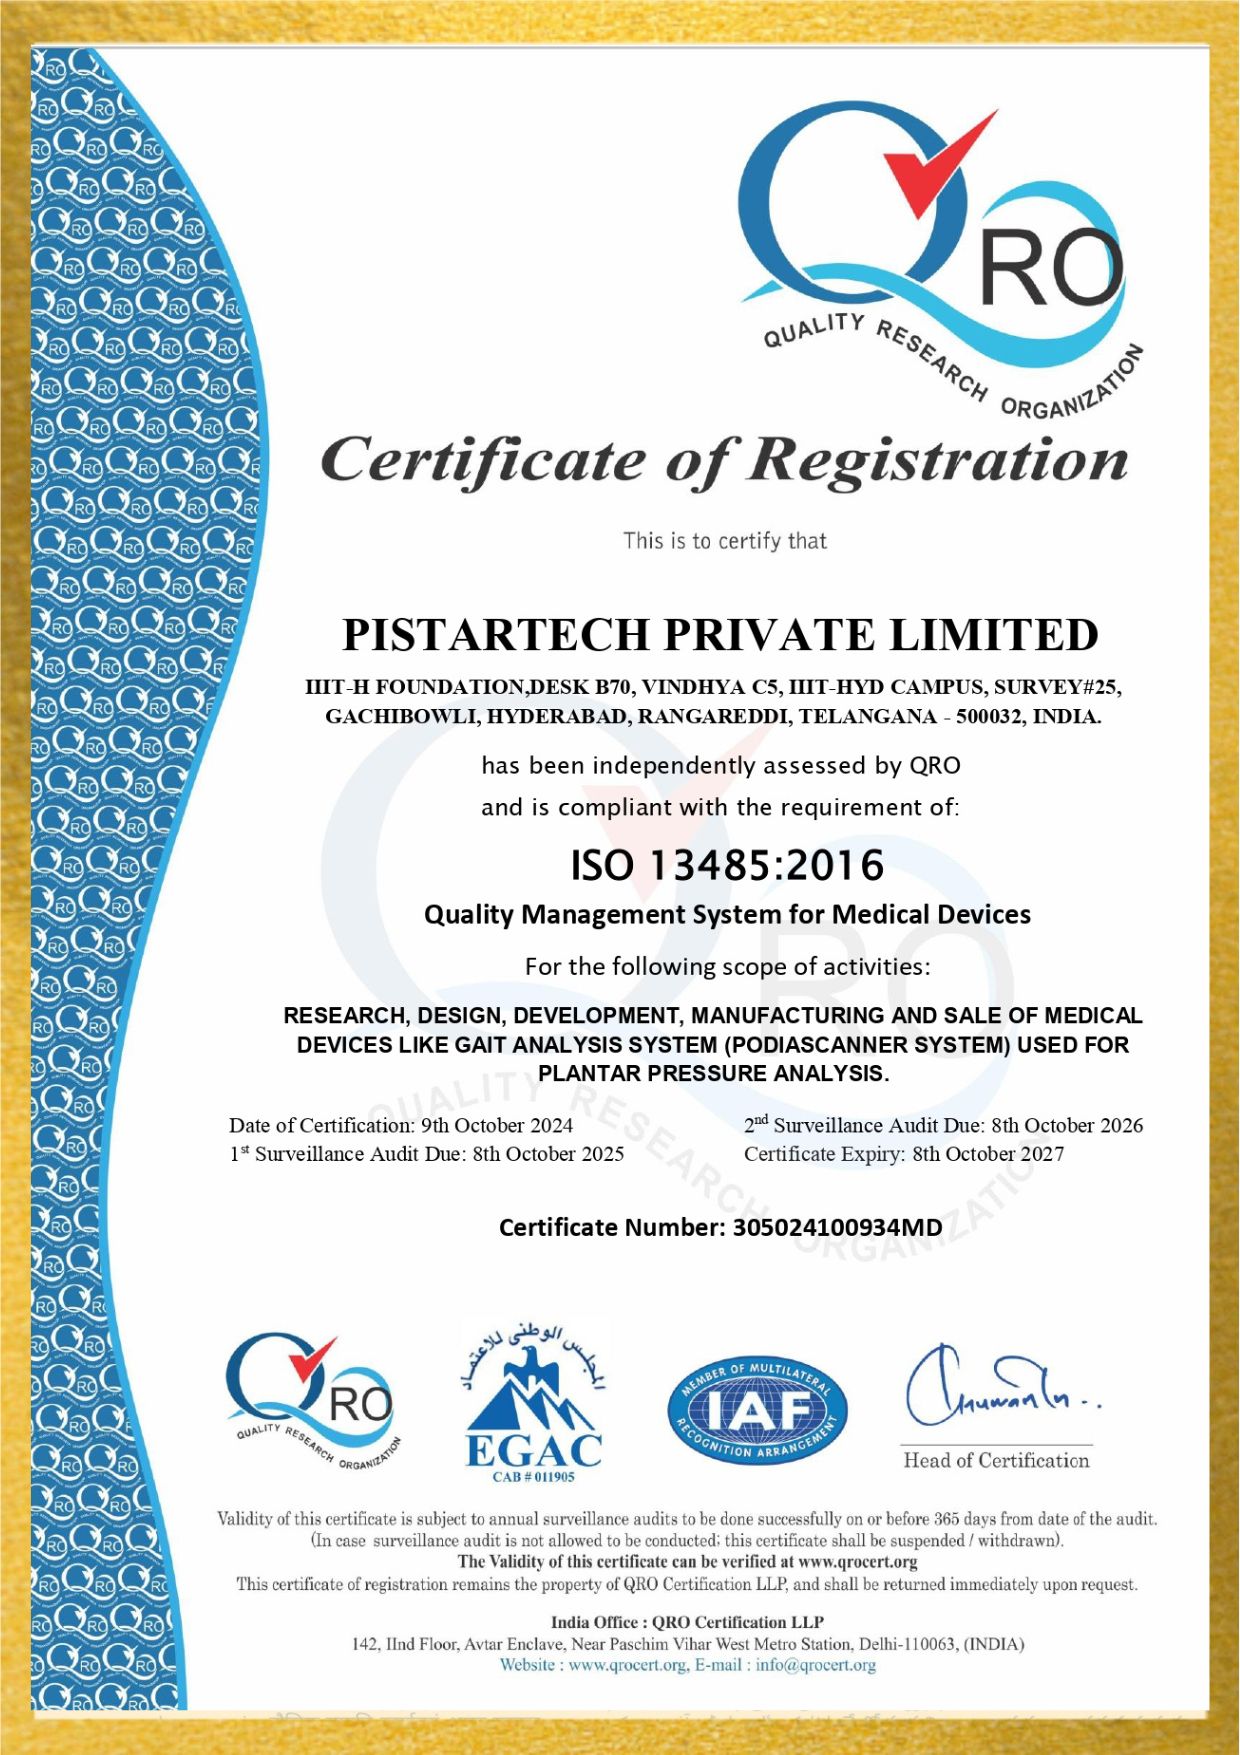 QRO
QUALITY RESEARCH ORGANIZATION
Certificate of Registration
This is to certify that
PISTARTECH PRIVATE LIMITED
IIIT-H FOUNDATION,DESK B70, VINDHYA C5, IIIT-HYD CAMPUS, SURVEY#25,
GACHIBOWLI, HYDERABAD, RANGAREDDI, TELANGANA - 500032, INDIA.
has been independently assessed by QRO
and is compliant with the requirement of:
ISO 13485:2016
Quality Management System for Medical Devices
For the following scope of activities:
RESEARCH, DESIGN, DEVELOPMENT, MANUFACTURING AND SALE OF MEDICAL
DEVICES LIKE GAIT ANALYSIS SYSTEM (PODIASCANNER SYSTEM) USED FOR
PLANTAR PRESSURE ANALYSIS.
Date of Certification: 9th October 2024
1st Surveillance Audit Due: 8th October 2025
2nd Surveillance Audit Due: 8th October 2026
Certificate Expiry: 8th October 2027
Certificate Number: 305024100934MD
QRO
QUALITY RESEARCH ORGANIZATION
المجلس الوطنى للاعتماد
EGAC
CAB # 011905
MEMBER OF MULTILATERAL
IAF
RECOGNITION ARRANGEMENT
Head of Certification
Validity of this certificate is subject to annual surveillance audits to be done successfully on or before 365 days from date of the audit.
(In case surveillance audit is not allowed to be conducted; this certificate shall be suspended / withdrawn).
The Validity of this certificate can be verified at www.qrocert.org
This certificate of registration remains the property of QRO Certification LLP, and shall be returned immediately upon request.
India Office : QRO Certification LLP
142, IInd Floor, Avtar Enclave, Near Paschim Vihar West Metro Station, Delhi-110063, (INDIA)
Website : www.qrocert.org, E-mail : info@qrocert.org